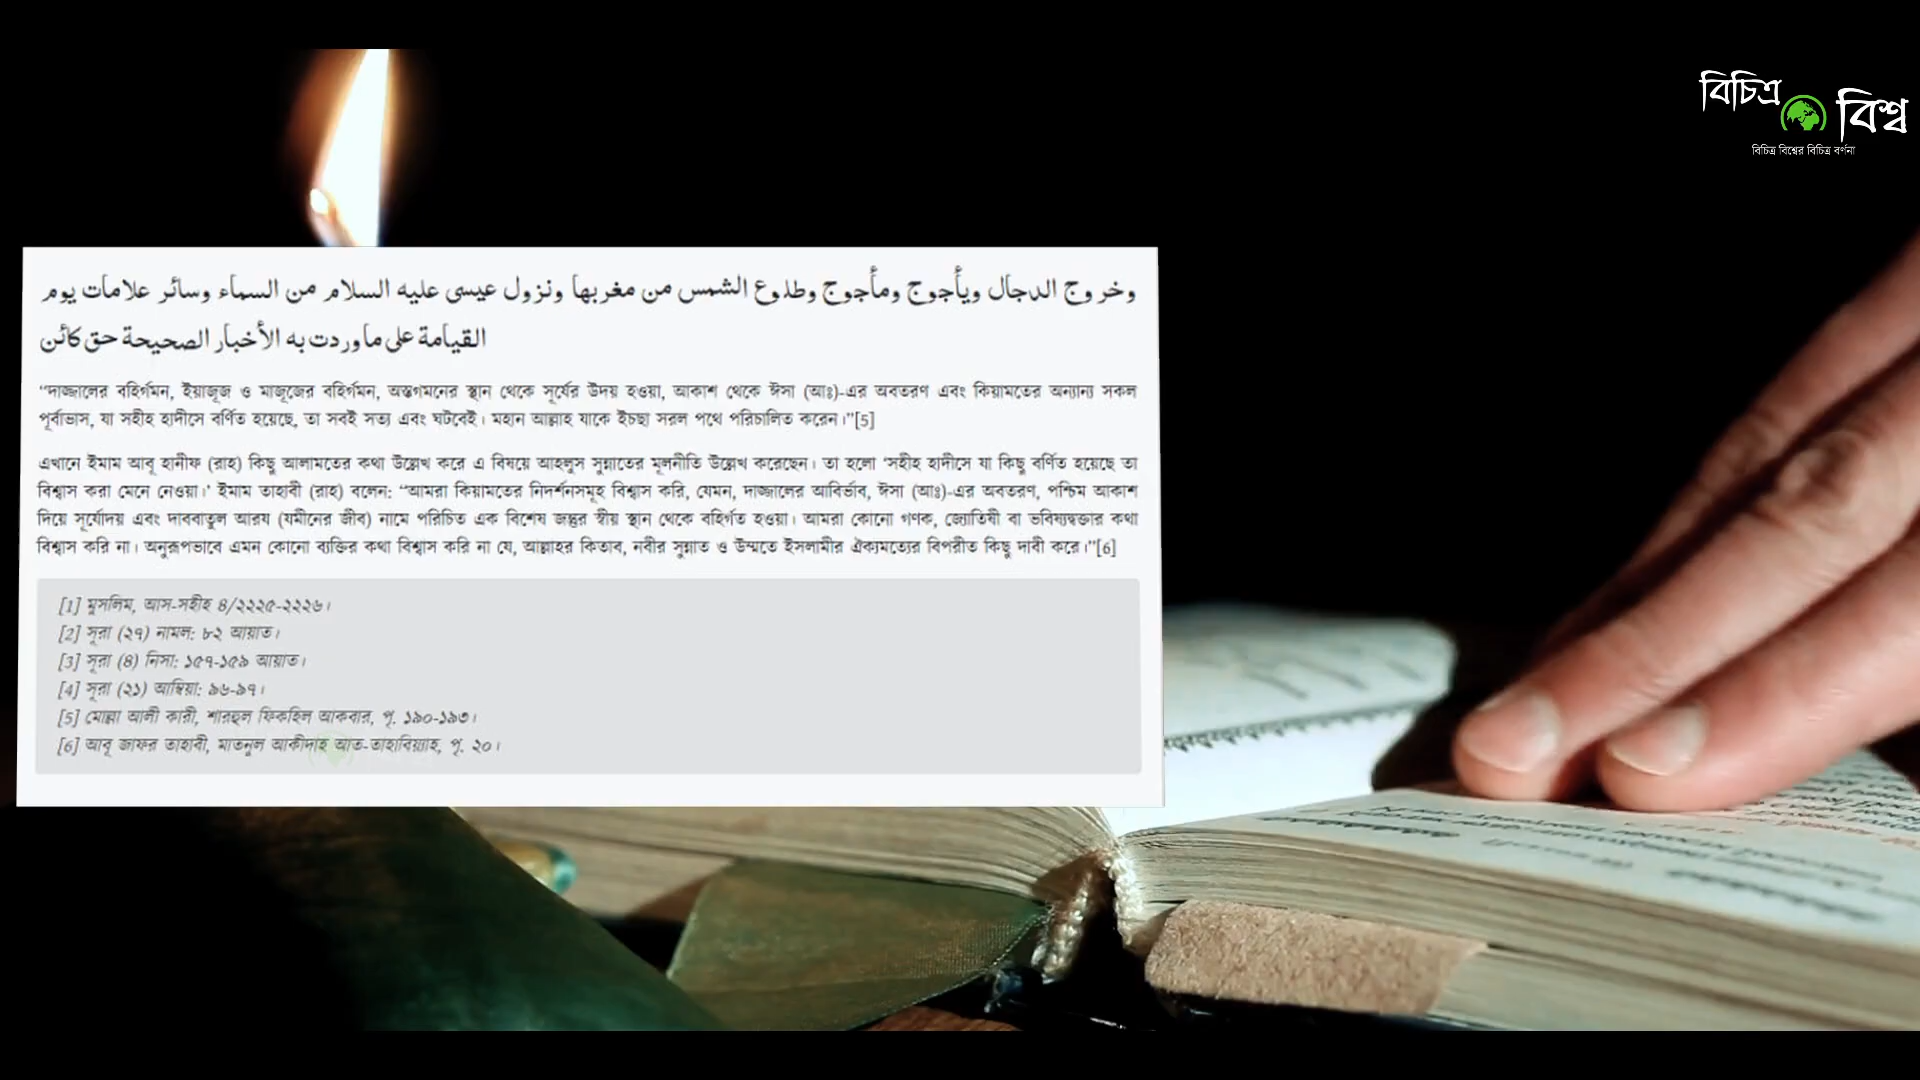 বিচিত্র বিশ্ব
বিচিত্র বিশ্বের বিচিত্র বর্ণনা
وخروج الدجال ويأجوج ومأجوج وطلوع الشمس من مغربها ونزول عيسى عليه السلام من السماء وسائر علامات يوم
القيامة على ما وردت به الأخبار الصحيحة حق كائن
“দাজ্জালের বহির্গমন, ইয়াজূজ ও মাজূজের বহির্গমন, অস্তগমনের স্থান থেকে সূর্যের উদয় হওয়া, আকাশ থেকে ঈসা (আঃ)-এর অবতরণ এবং কিয়ামতের অন্যান্য সকল
পূর্বাভাস, যা সহীহ হাদীসে বর্ণিত হয়েছে, তা সবই সত্য এবং ঘটবেই। মহান আল্লাহ যাকে ইচছা সরল পথে পরিচালিত করেন।”[5]
এখানে ইমাম আবূ হানীফ (রাহ) কিছু আলামতের কথা উল্লেখ করে এ বিষয়ে আহলুস সুন্নাতের মূলনীতি উল্লেখ করেছেন। তা হলো ‘সহীহ হাদীসে যা কিছু বর্ণিত হয়েছে তা
বিশ্বাস করা মেনে নেওয়া।’ ইমাম তাহাবী (রাহ) বলেন: “আমরা কিয়ামতের নিদর্শনসমূহ বিশ্বাস করি, যেমন, দাজ্জালের আবির্ভাব, ঈসা (আঃ)-এর অবতরণ, পশ্চিম আকাশ
দিয়ে সূর্যোদয় এবং দাববাতুল আরয (যমীনের জীব) নামে পরিচিত এক বিশেষ জন্তুর স্বীয় স্থান থেকে বহির্গত হওয়া। আমরা কোনো গণক, জ্যোতিষী বা ভবিষ্যদ্বক্তার কথা
বিশ্বাস করি না। অনুরূপভাবে এমন কোনো ব্যক্তির কথা বিশ্বাস করি না যে, আল্লাহর কিতাব, নবীর সুন্নাত ও উম্মতে ইসলামীর ঐক্যমত্যের বিপরীত কিছু দাবী করে।”[6]
[1] মুসলিম, আস-সহীহ ৪/২২২৫-২২২৬।
[2] সূরা (২৭) নামল: ৮২ আয়াত।
[3] সূরা (৪) নিসা: ১৫৭-১৫৯ আয়াত।
[4] সূরা (২১) আম্বিয়া: ৯৬-৯৭।
[5] মোল্লা আলী কারী, শারহুল ফিকহিল আকবার, পৃ. ১৯০-১৯৩।
[6] আবূ জাফর তাহাবী, মাতনুল আকীদাহ আত-তাহাবিয়্যাহ, পৃ. ২০।